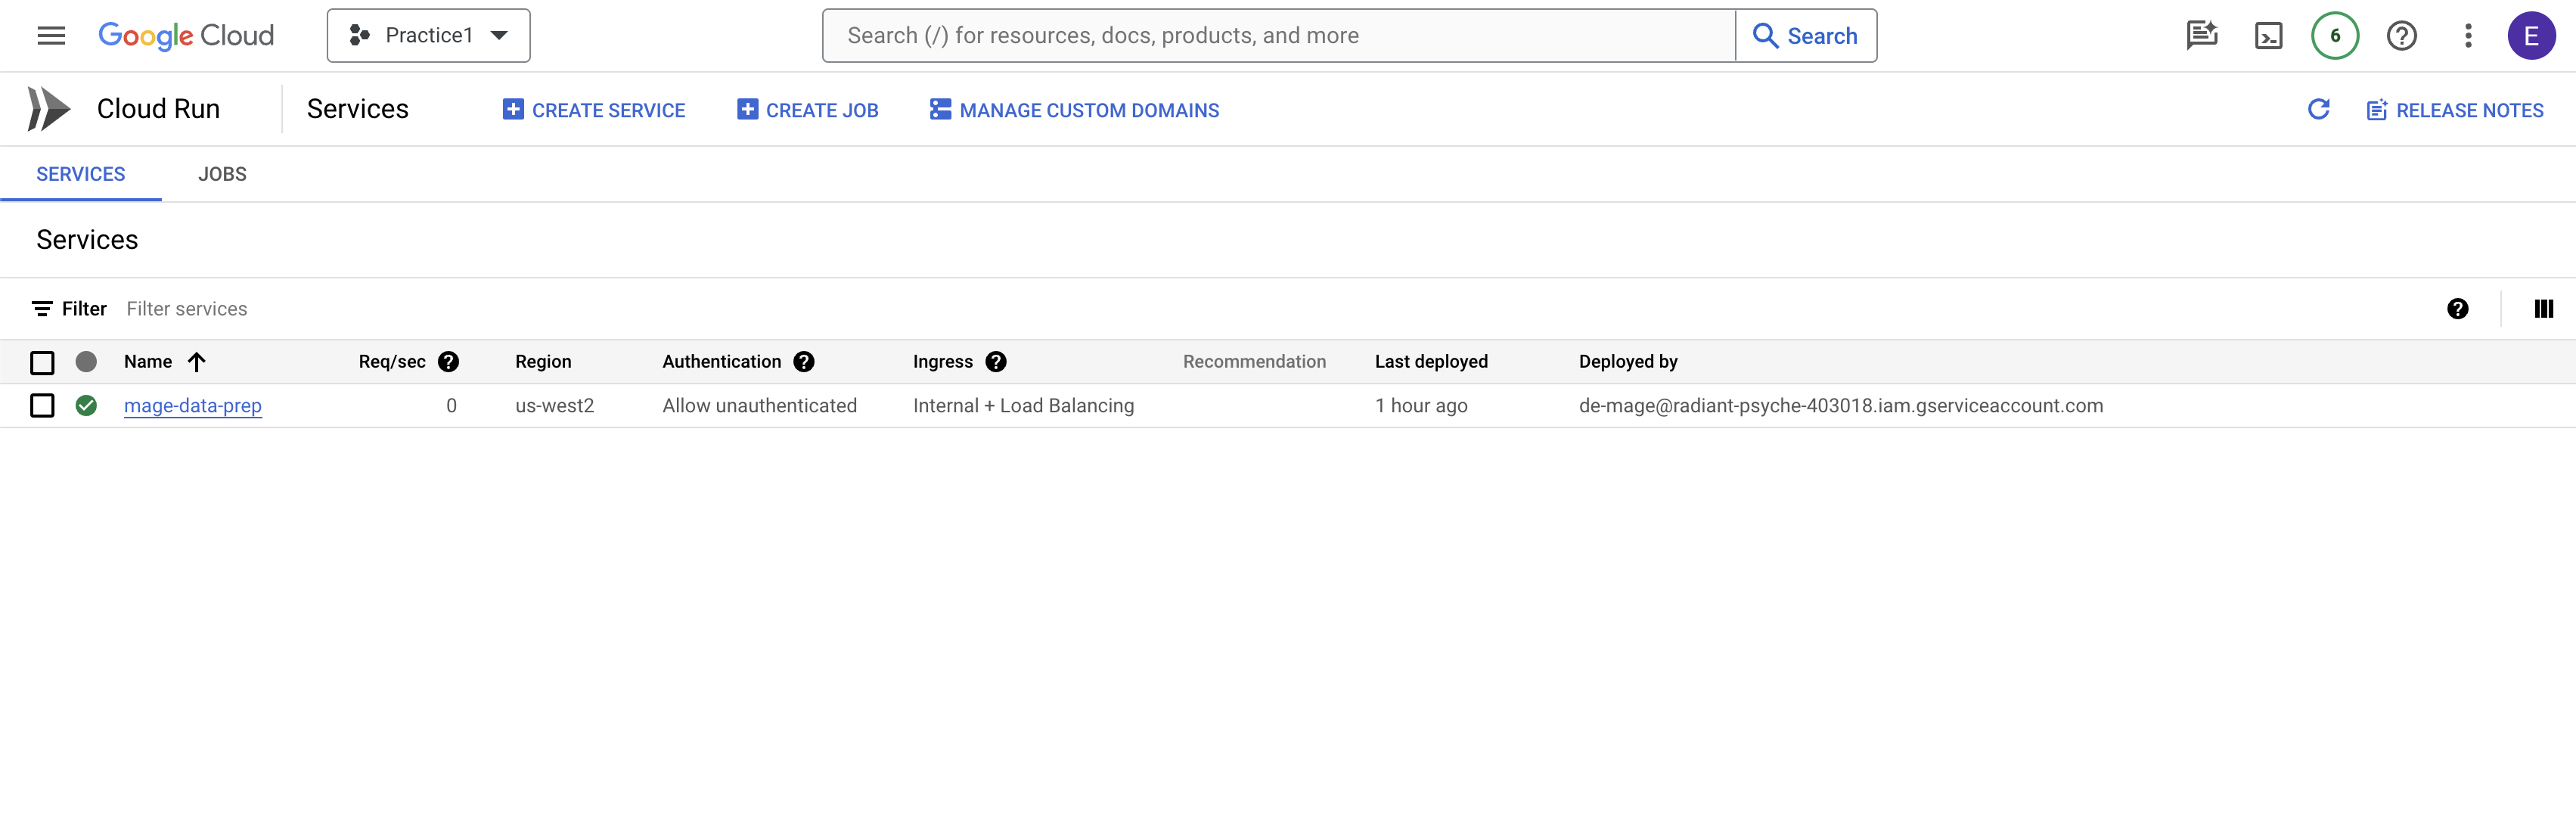 Google Cloud Practice1 Search (/) for resources, docs, products, and more Search 6 E
Cloud Run Services CREATE SERVICE CREATE JOB MANAGE CUSTOM DOMAINS RELEASE NOTES
SERVICES JOBS
Services
Filter Filter services
Name Req/sec Region Authentication Ingress Recommendation Last deployed Deployed by
mage-data-prep 0 us-west2 Allow unauthenticated Internal + Load Balancing 1 hour ago de-mage@radiant-psyche-403018.iam.gserviceaccount.com